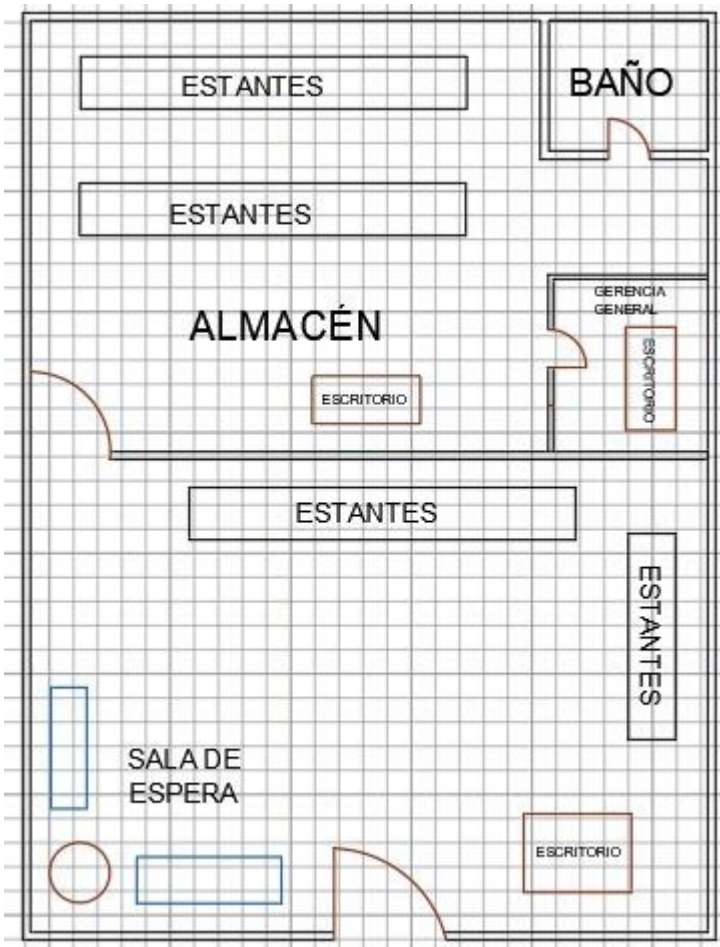 ESTANTES
BAÑO
ESTANTES
GERENCIA
GENERAL
ALMACÉN
ESCRITORIO
ESCRITORIO
ESTANTES
ESTANTES
SALA DE
ESPERA
ESCRITORIO